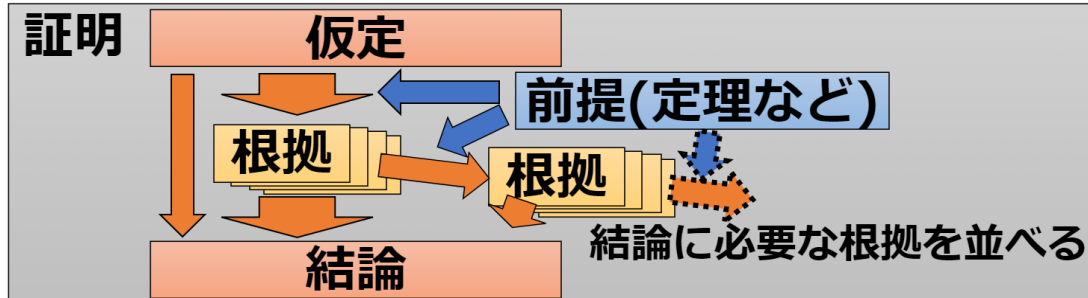 証明
仮定
前提(定理など)
根拠
根拠
結論に必要な根拠を並べる
結論